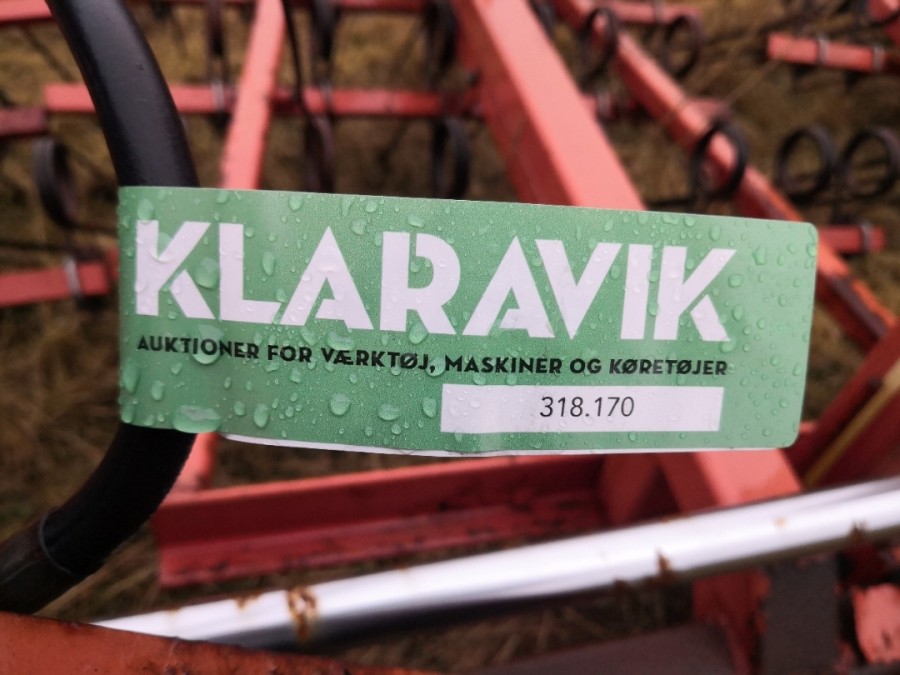 KLARAVIK
AUKTIONER FOR VÆRKTØJ, MASKINER OG KØRETØJER
318.170